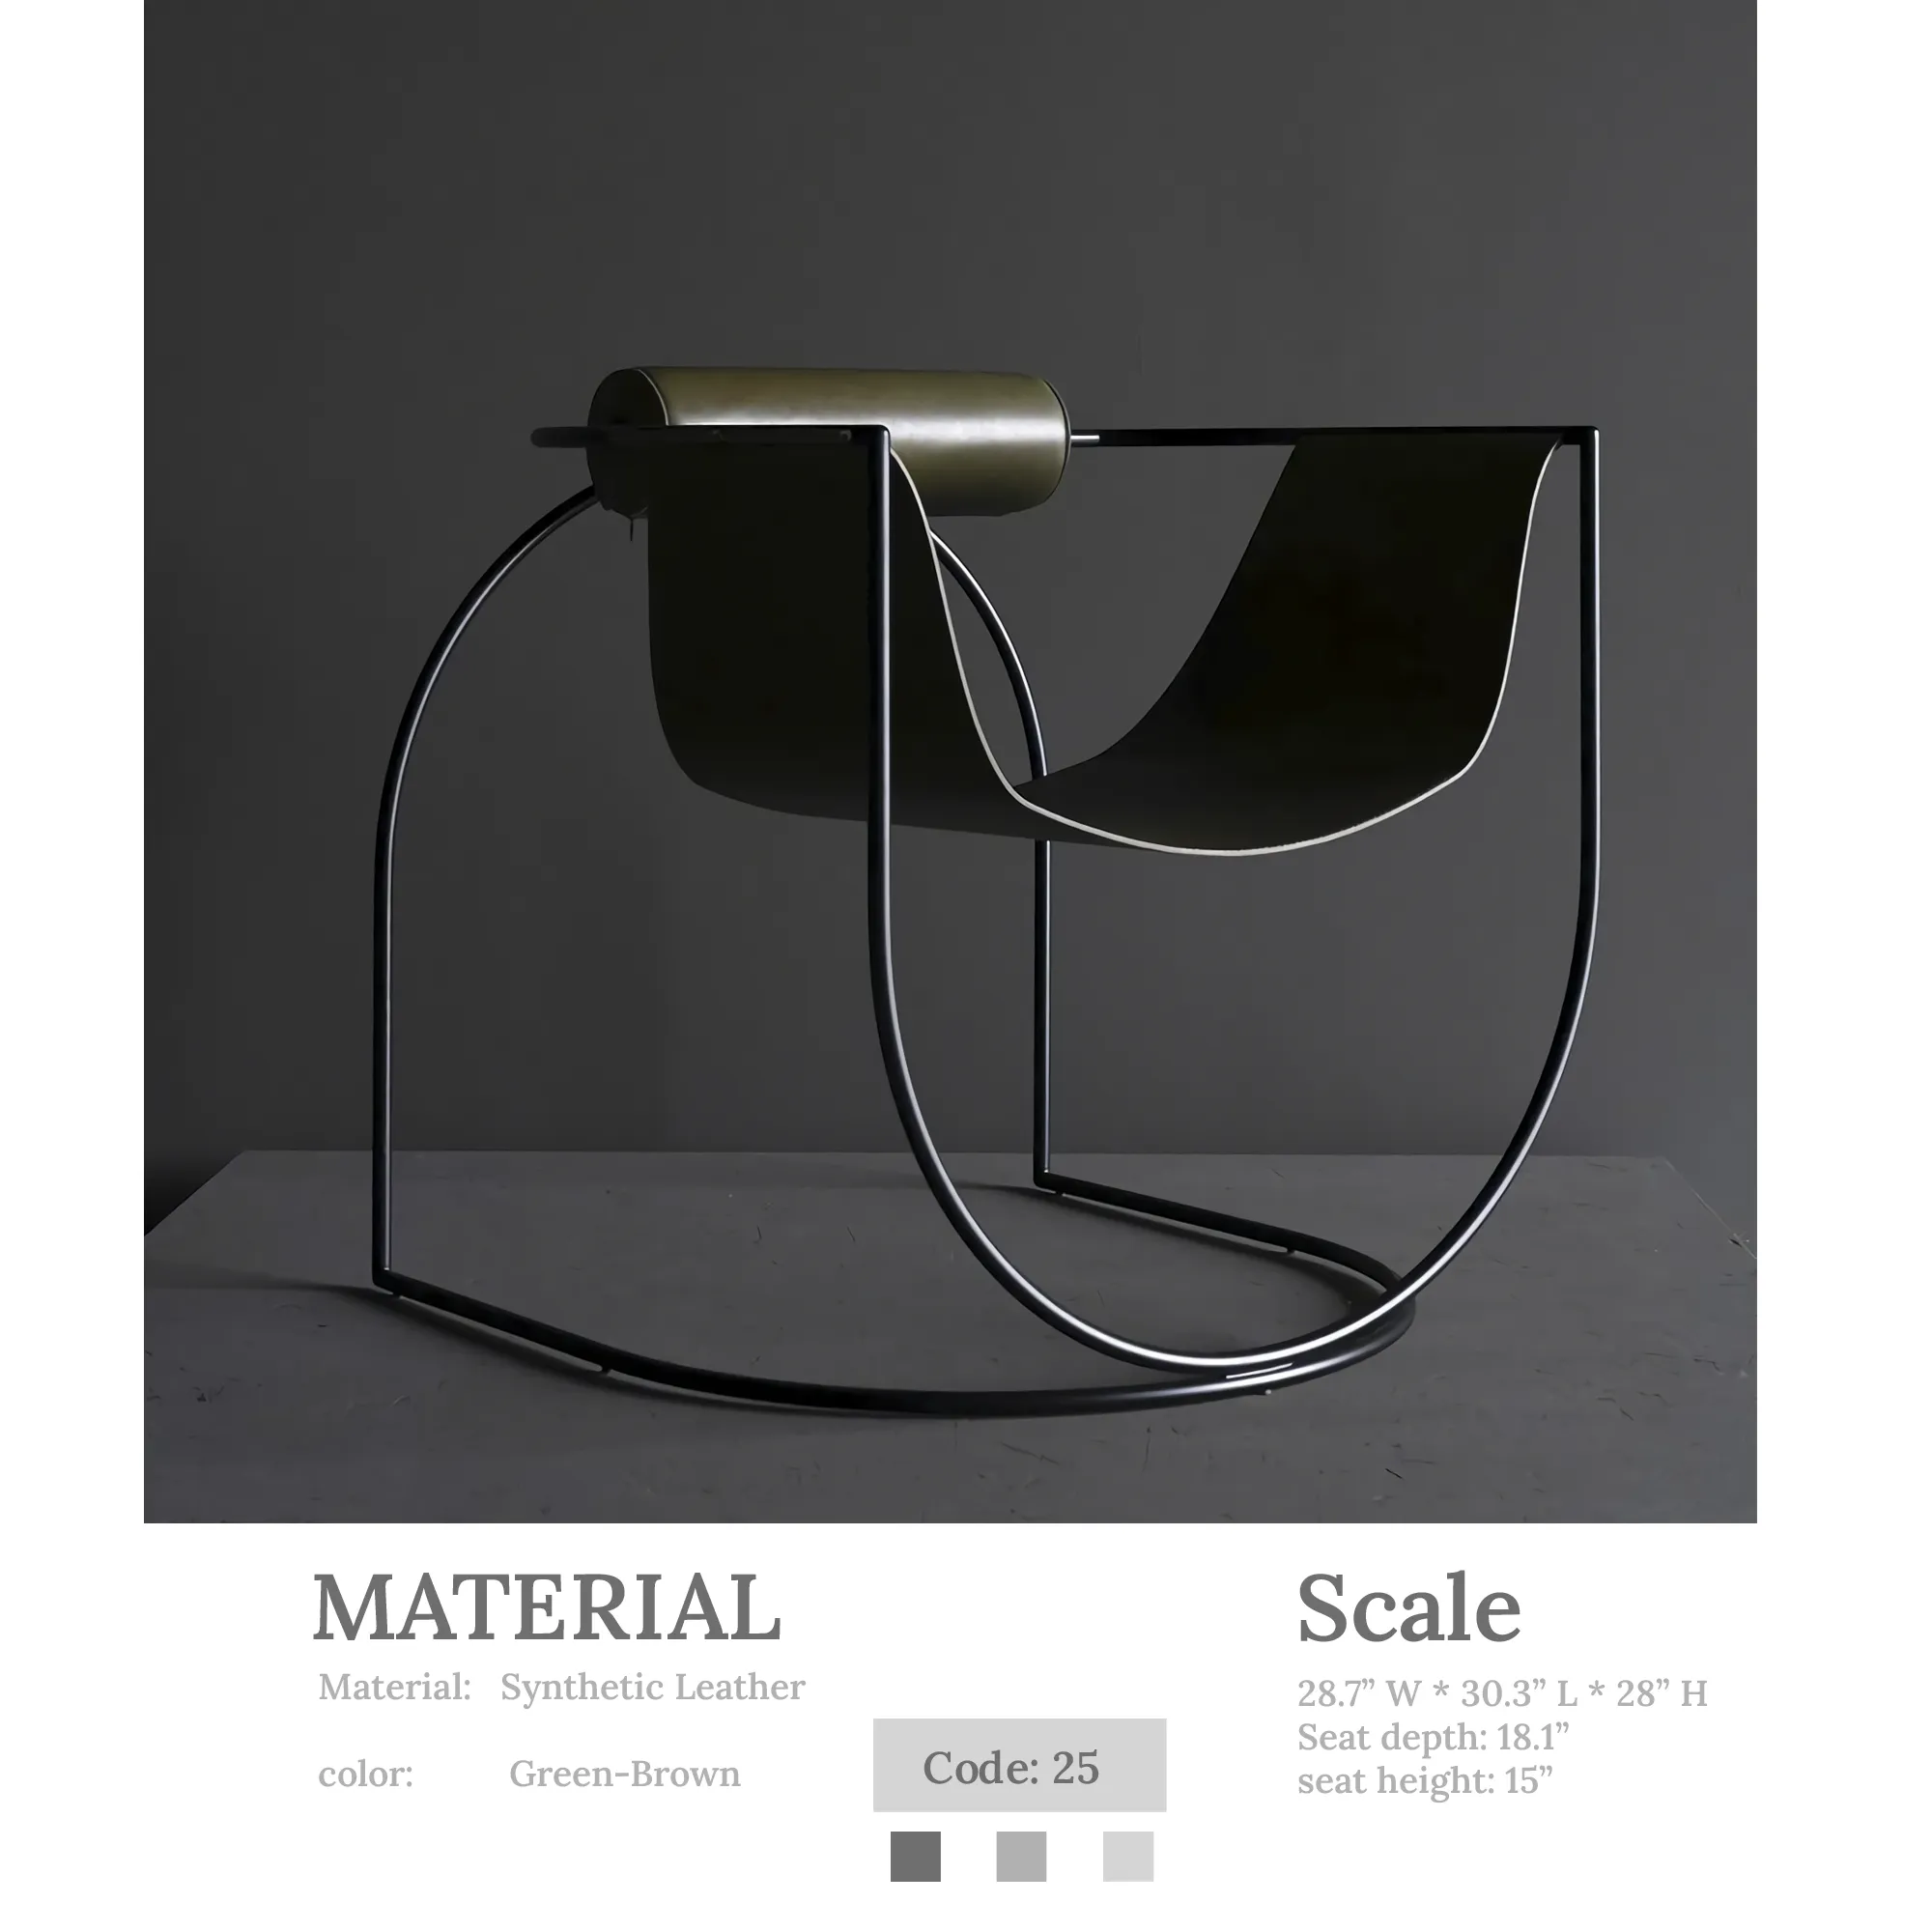 MATERIAL
Material: Synthetic Leather
color: Green-Brown
Code: 25
Scale
28.7” W * 30.3” L * 28” H
Seat depth: 18.1”
seat height: 15”